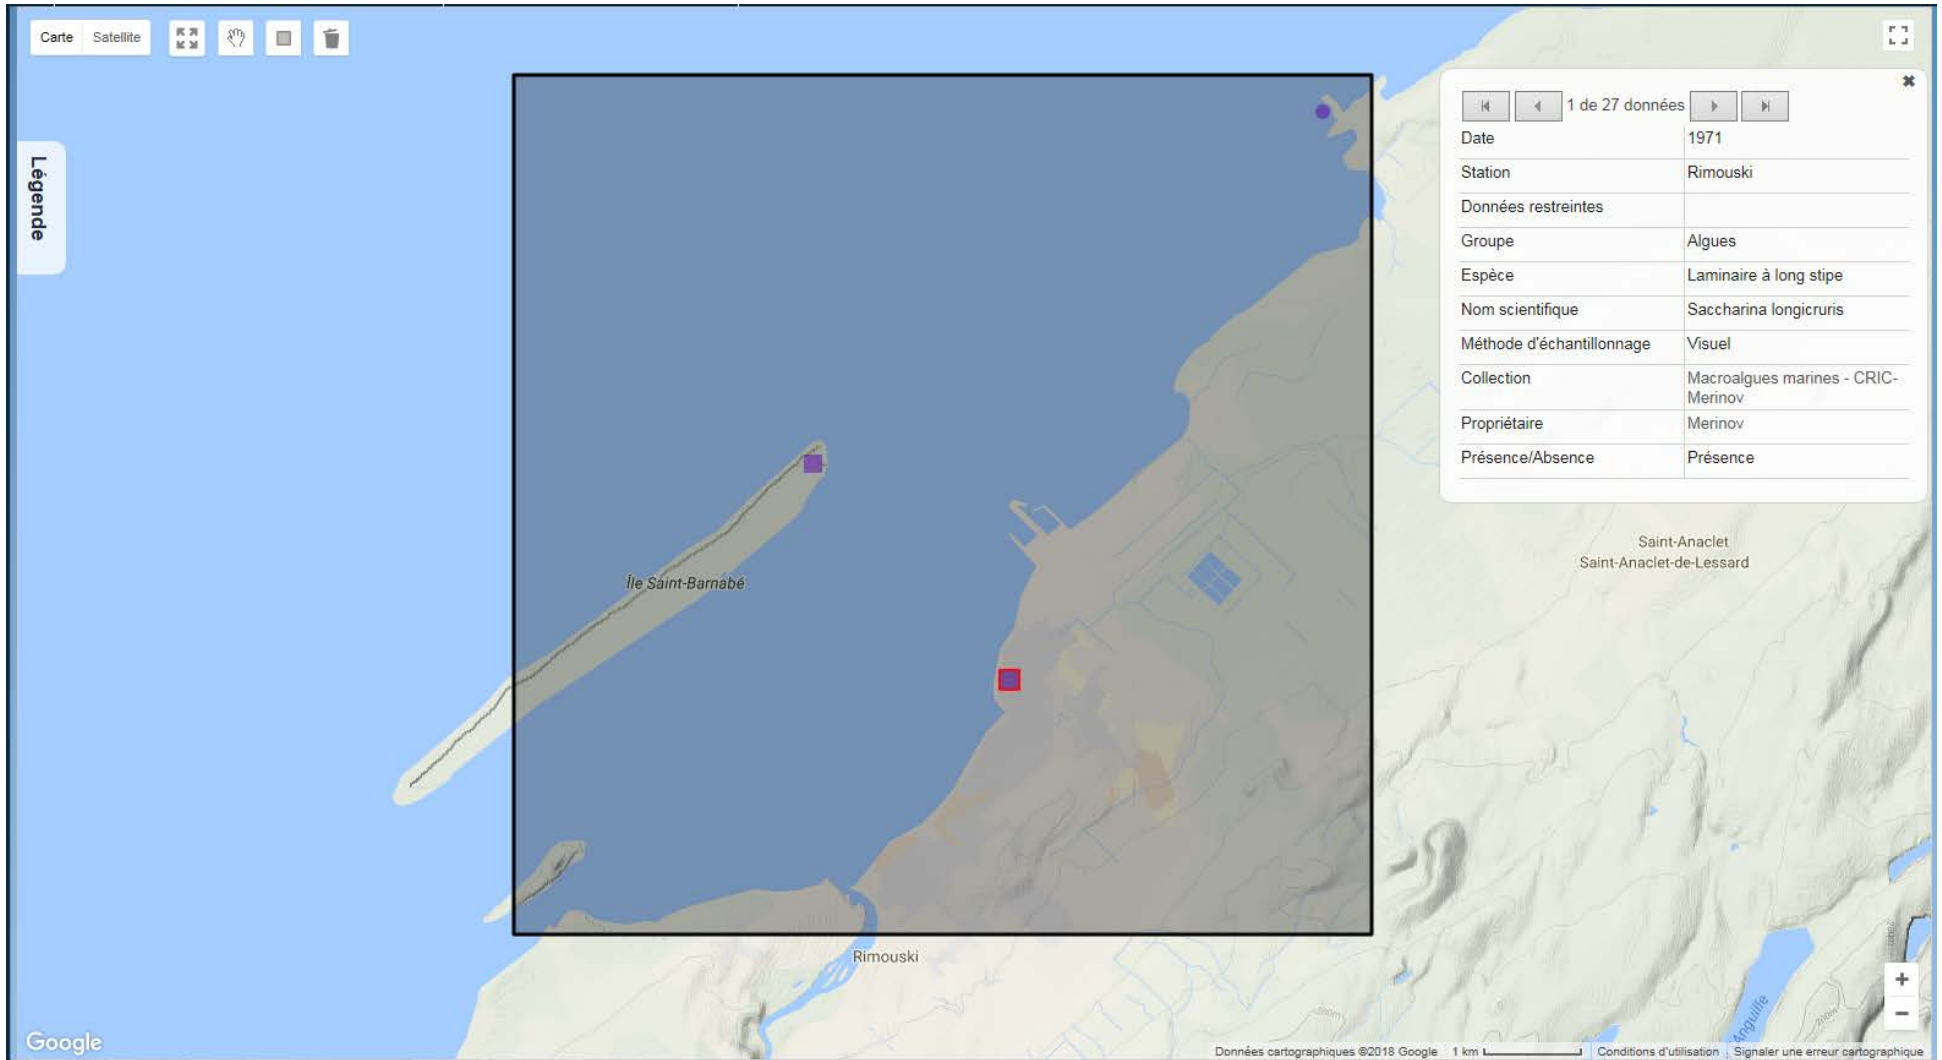 Carte Satellite
Légende
1 de 27 données
Date 1971
Station Rimouski
Données restreintes
Groupe Algues
Espèce Laminaire à long stipe
Nom scientifique Saccharina longicruris
Méthode d'échantillonnage Visuel
Collection Macroalgues marines - CRIC-
Merinov
Propriétaire Merinov
Présence/Absence Présence
Saint-Anaclet
Saint-Anaclet-de-Lessard
Île Saint-Barnabé
Rimouski
Anguille
200m
200m
Google
Données cartographiques ©2018 Google 1 km Conditions d'utilisation Signaler une erreur cartographique